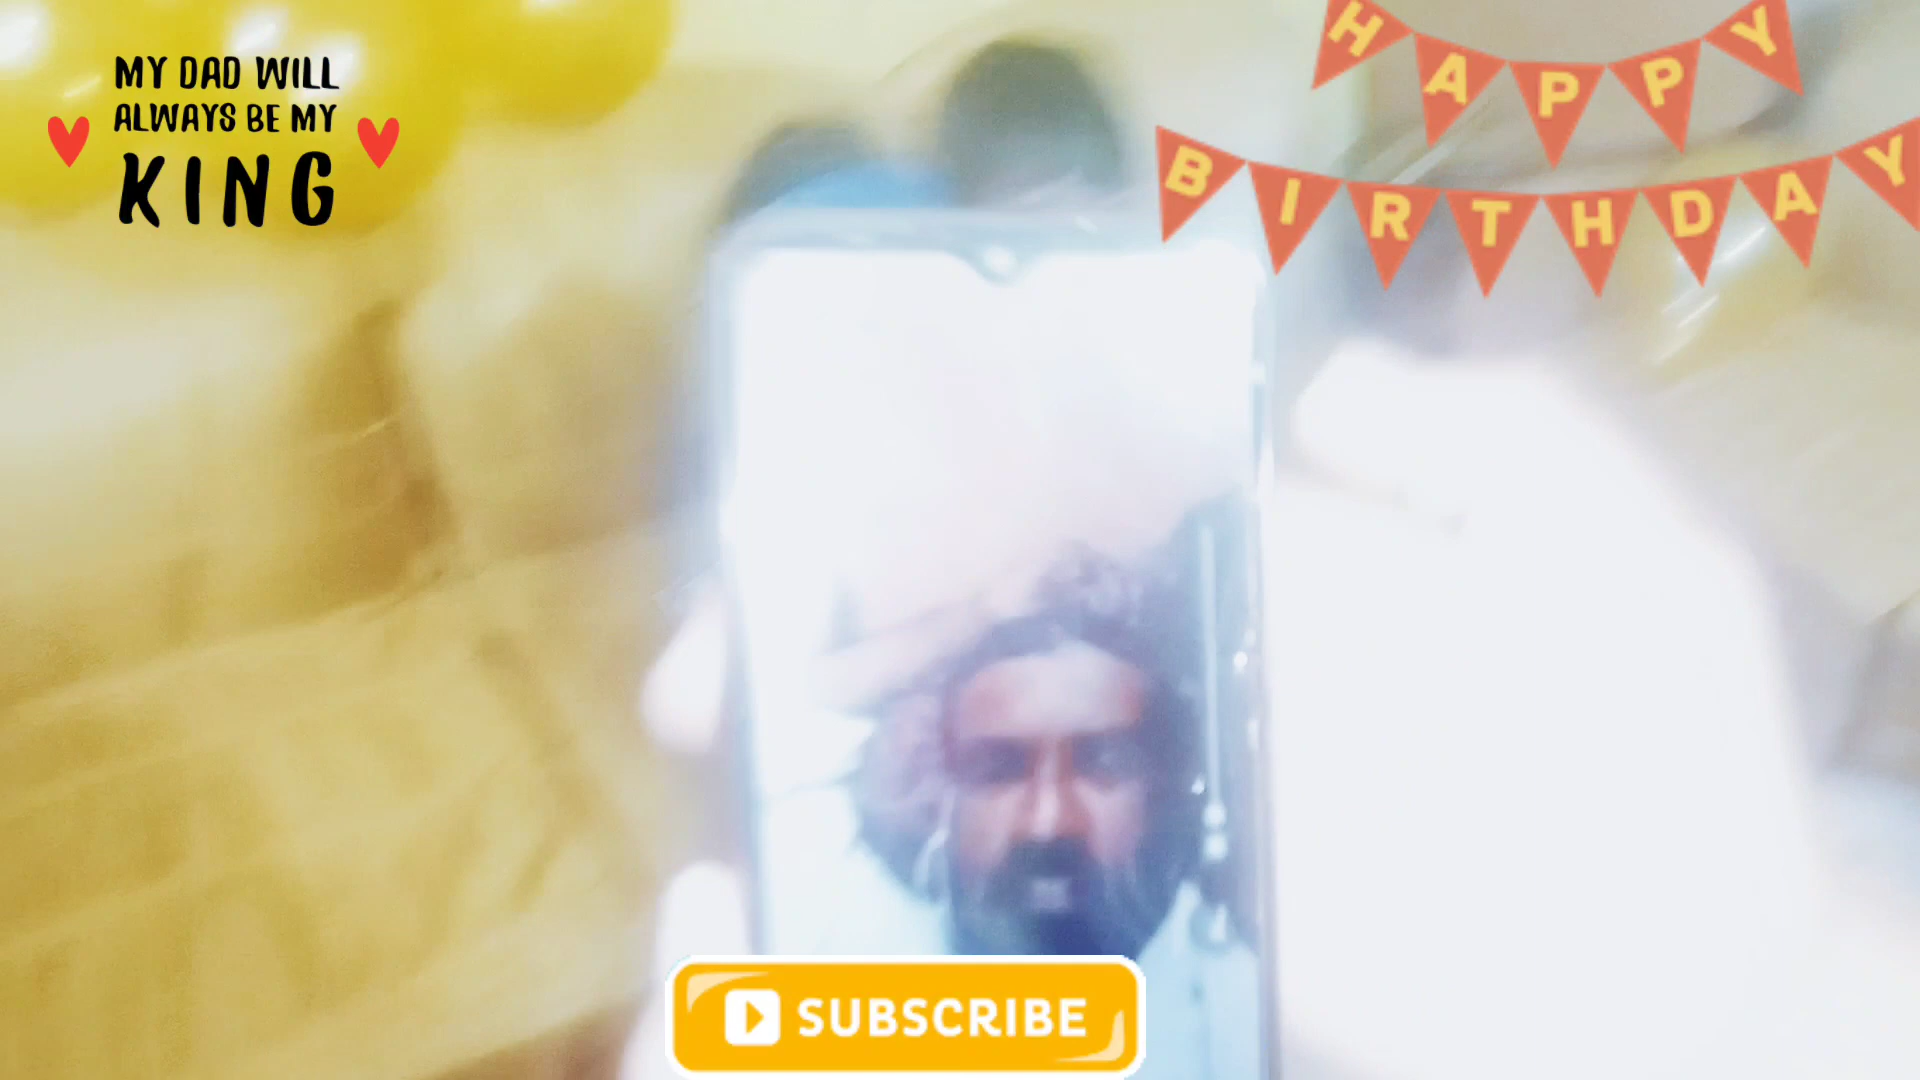 MY DAD WILL
ALWAYS BE MY
KING
HAPPY
BIRTHDAY
SUBSCRIBE